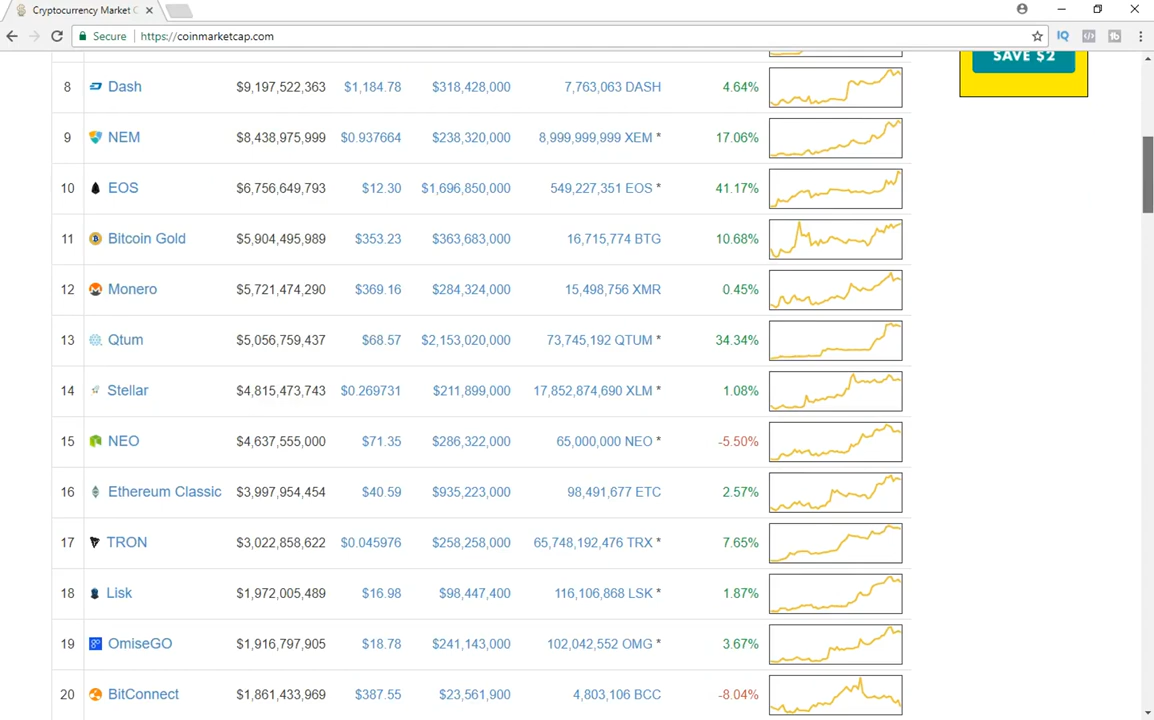 Cryptocurrency Market C
Secure https://coinmarketcap.com
IQ
SAVE $2
8 Dash $9,197,522,363 $1,184.78 $318,428,000 7,763,063 DASH 4.64%
9 NEM $8,438,975,999 $0.937664 $238,320,000 8,999,999,999 XEM * 17.06%
10 EOS $6,756,649,793 $12.30 $1,696,850,000 549,227,351 EOS * 41.17%
11 Bitcoin Gold $5,904,495,989 $353.23 $363,683,000 16,715,774 BTG 10.68%
12 Monero $5,721,474,290 $369.16 $284,324,000 15,498,756 XMR 0.45%
13 Qtum $5,056,759,437 $68.57 $2,153,020,000 73,745,192 QTUM * 34.34%
14 Stellar $4,815,473,743 $0.269731 $211,899,000 17,852,874,690 XLM * 1.08%
15 NEO $4,637,555,000 $71.35 $286,322,000 65,000,000 NEO * -5.50%
16 Ethereum Classic $3,997,954,454 $40.59 $935,223,000 98,491,677 ETC 2.57%
17 TRON $3,022,858,622 $0.045976 $258,258,000 65,748,192,476 TRX * 7.65%
18 Lisk $1,972,005,489 $16.98 $98,447,400 116,106,868 LSK * 1.87%
19 OmiseGO $1,916,797,905 $18.78 $241,143,000 102,042,552 OMG * 3.67%
20 BitConnect $1,861,433,969 $387.55 $23,561,900 4,803,106 BCC -8.04%